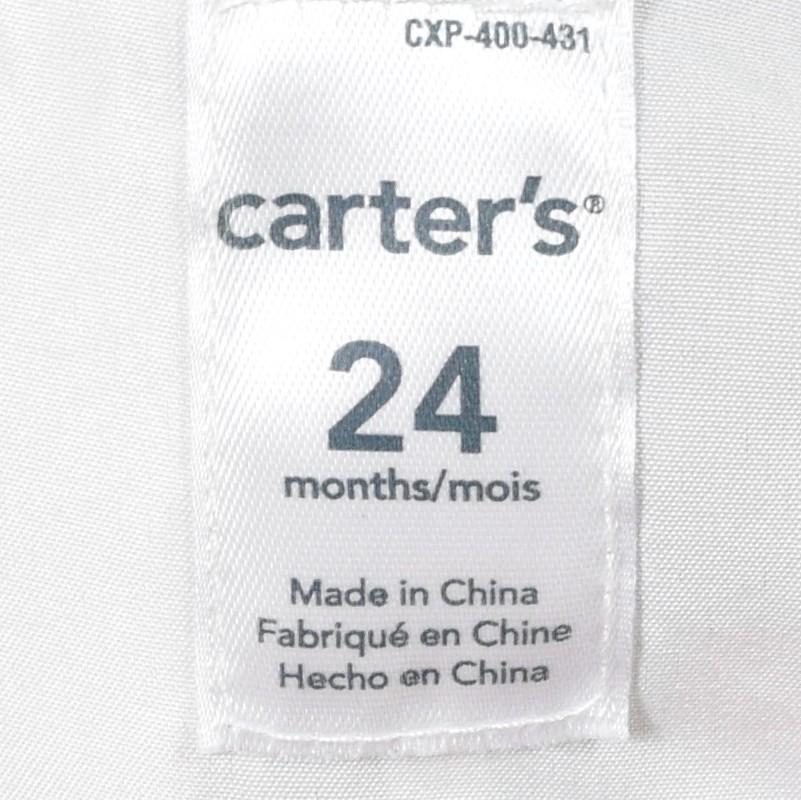 CXP-400-431
carter's®
24
months/mois
Made in China
Fabriqué en Chine
Hecho en China